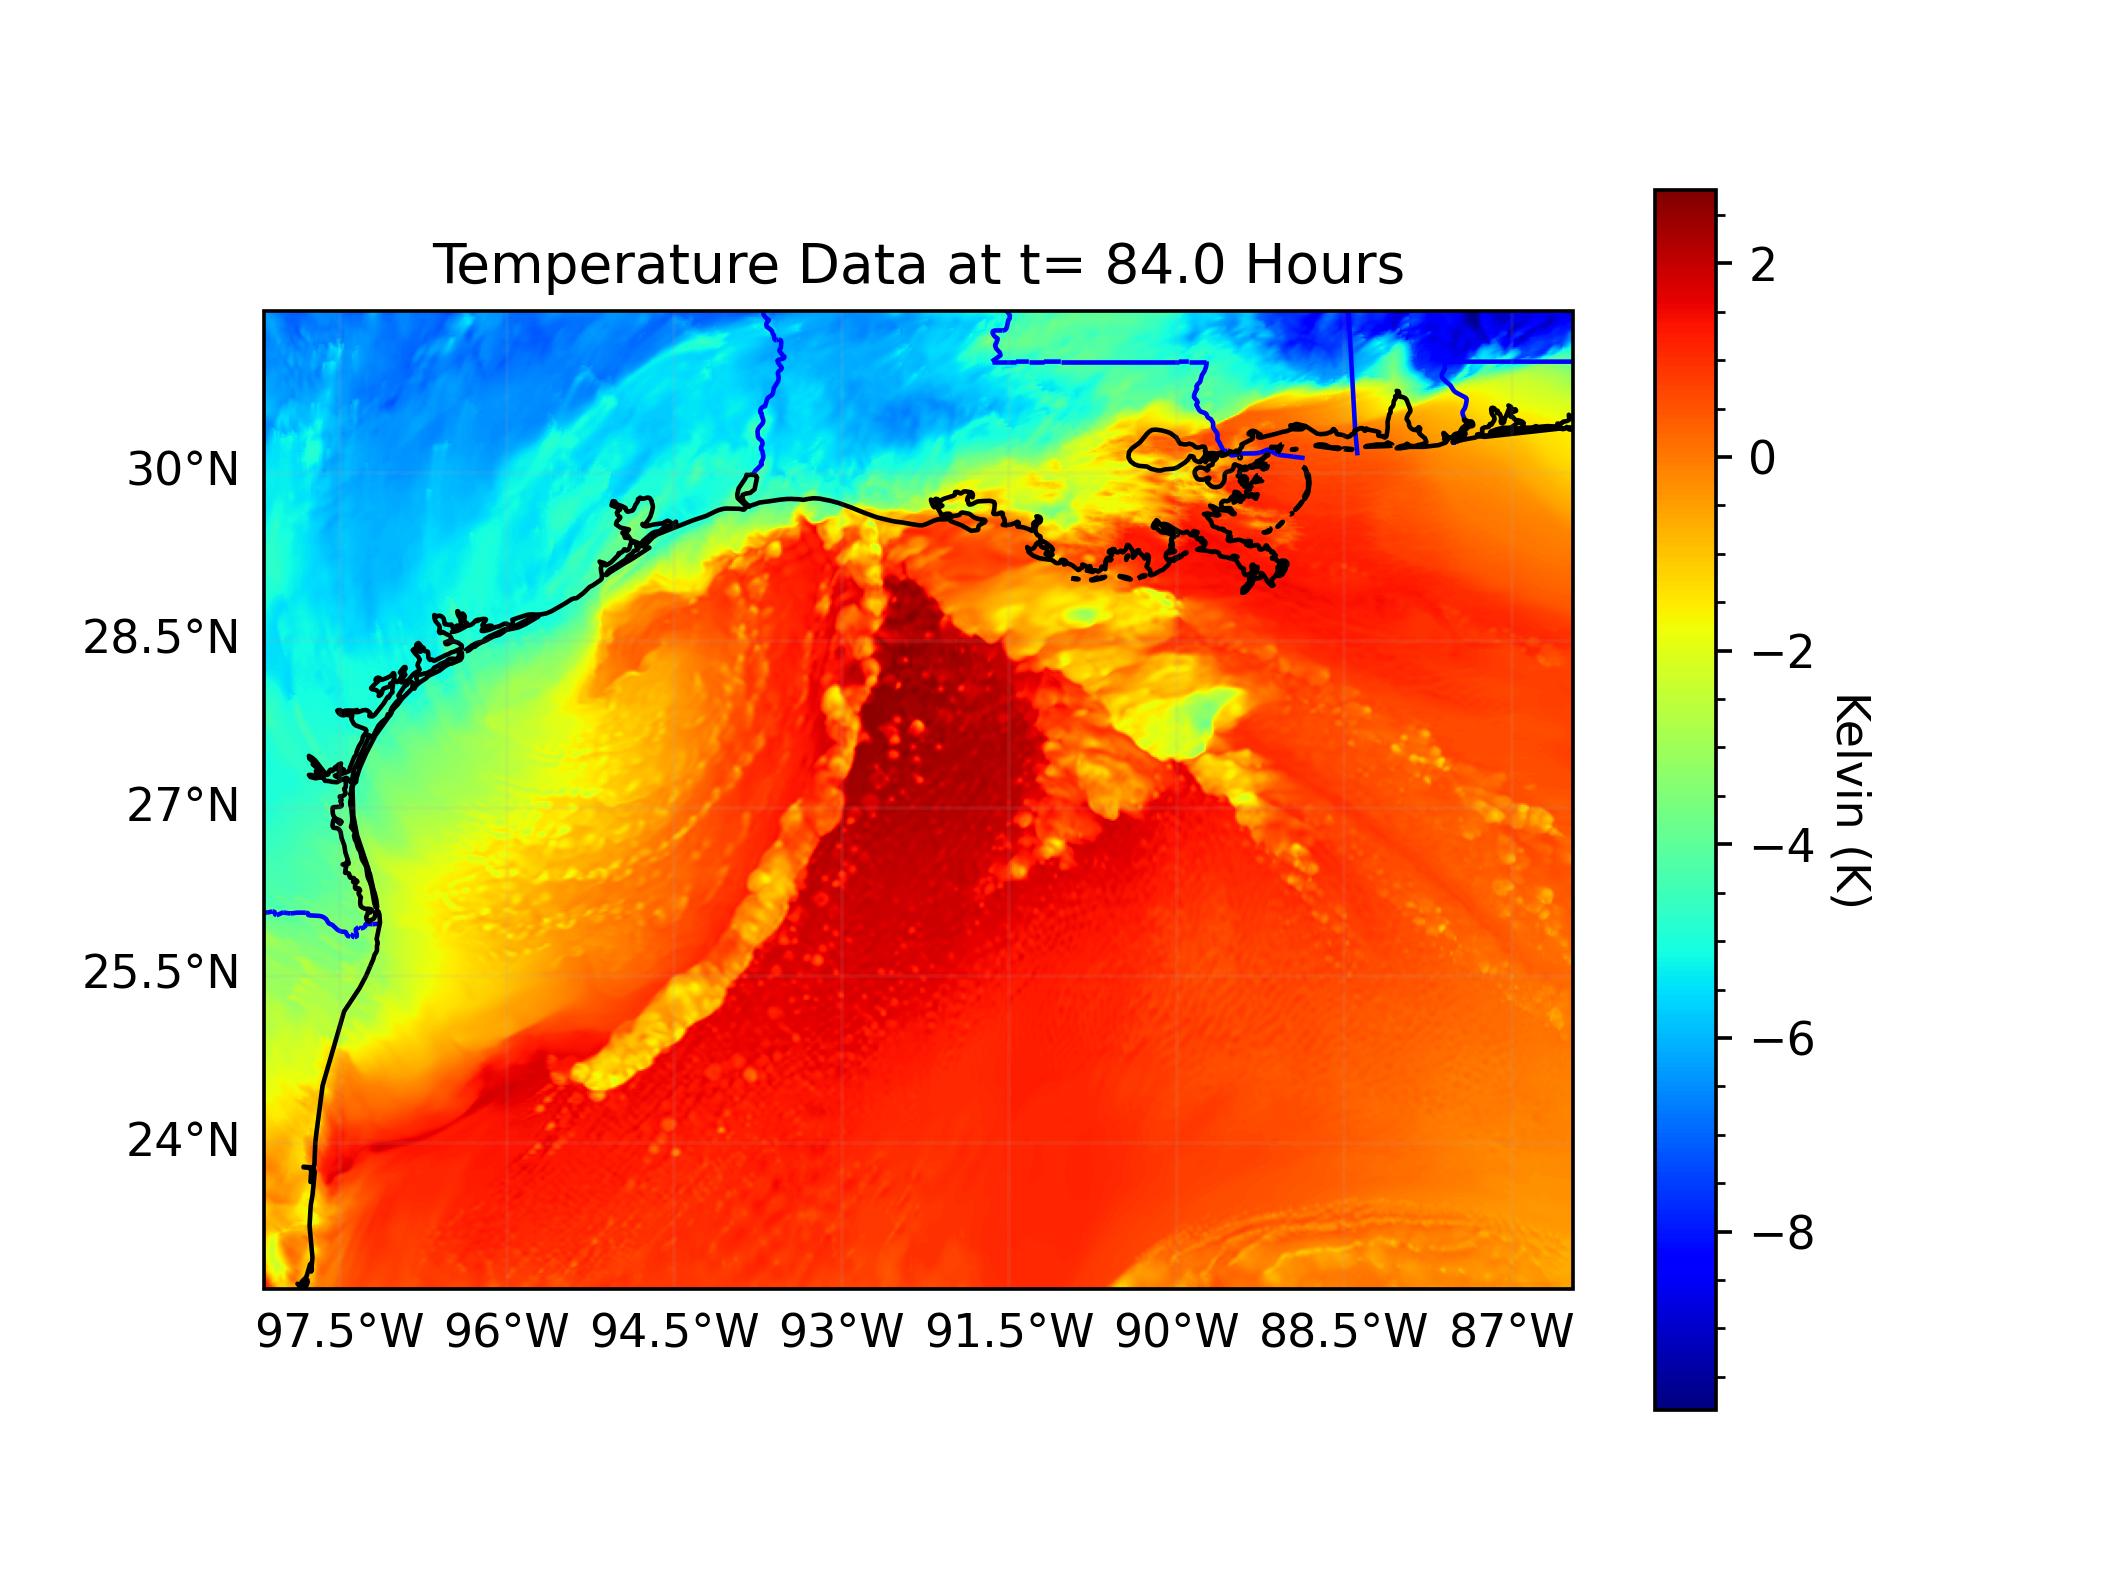 Temperature Data at t= 84.0 Hours
30°N
28.5°N
27°N
25.5°N
24°N
97.5°W 96°W 94.5°W 93°W 91.5°W 90°W 88.5°W 87°W
2
0
−2
−4
−6
−8
Kelvin (K)